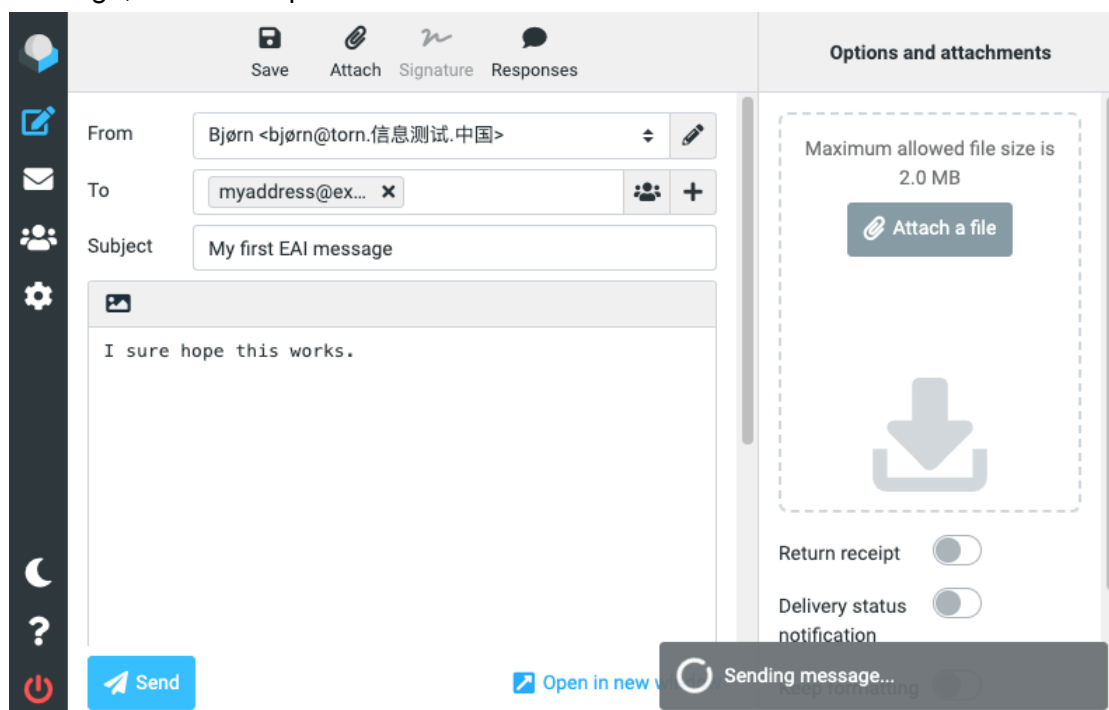 Save Attach Signature Responses
Options and attachments
From Bjørn <bjørn@torn.信息测试.中国>
To myaddress@ex...
Subject My first EAI message
I sure hope this works.
Maximum allowed file size is
2.0 MB
Attach a file
Return receipt
Delivery status
notification
Keep formatting
Send
Open in new
Sending message...